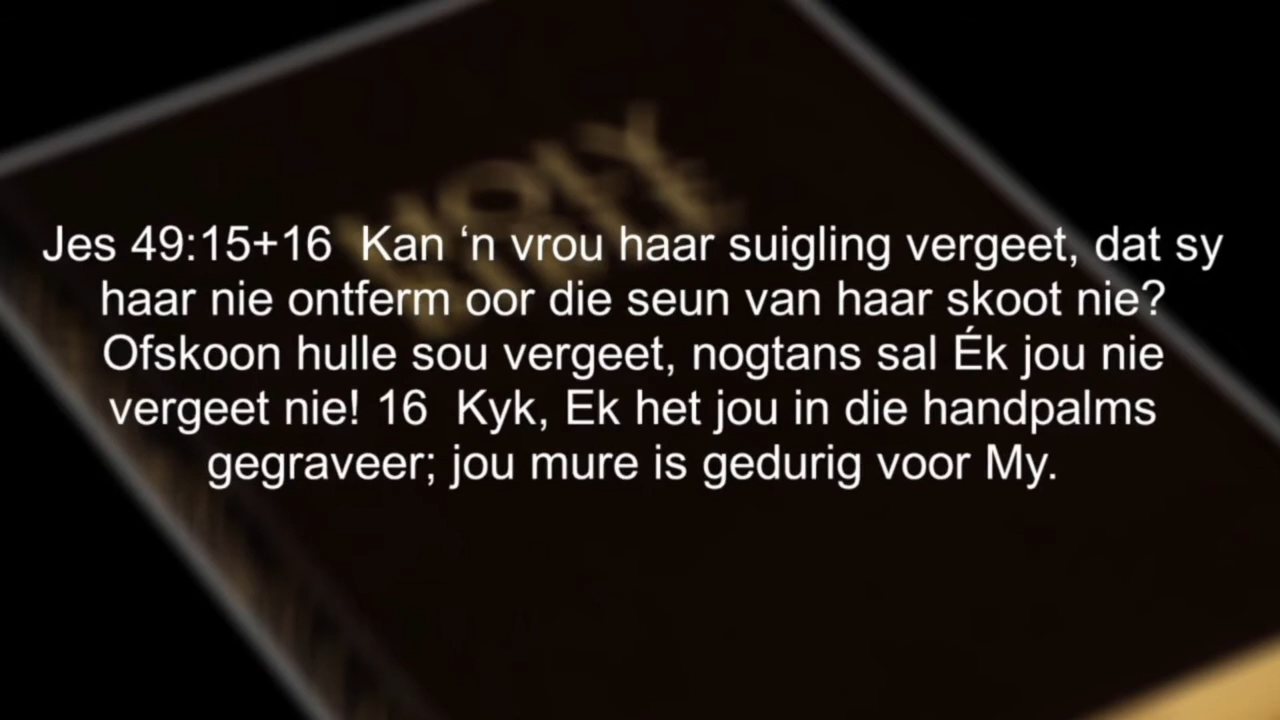 HOLY
BIBLE
Jes 49:15+16  Kan ‘n vrou haar suigling vergeet, dat sy
haar nie ontferm oor die seun van haar skoot nie?
Ofskoon hulle sou vergeet, nogtans sal Ék jou nie
vergeet nie! 16  Kyk, Ek het jou in die handpalms
gegraveer; jou mure is gedurig voor My.